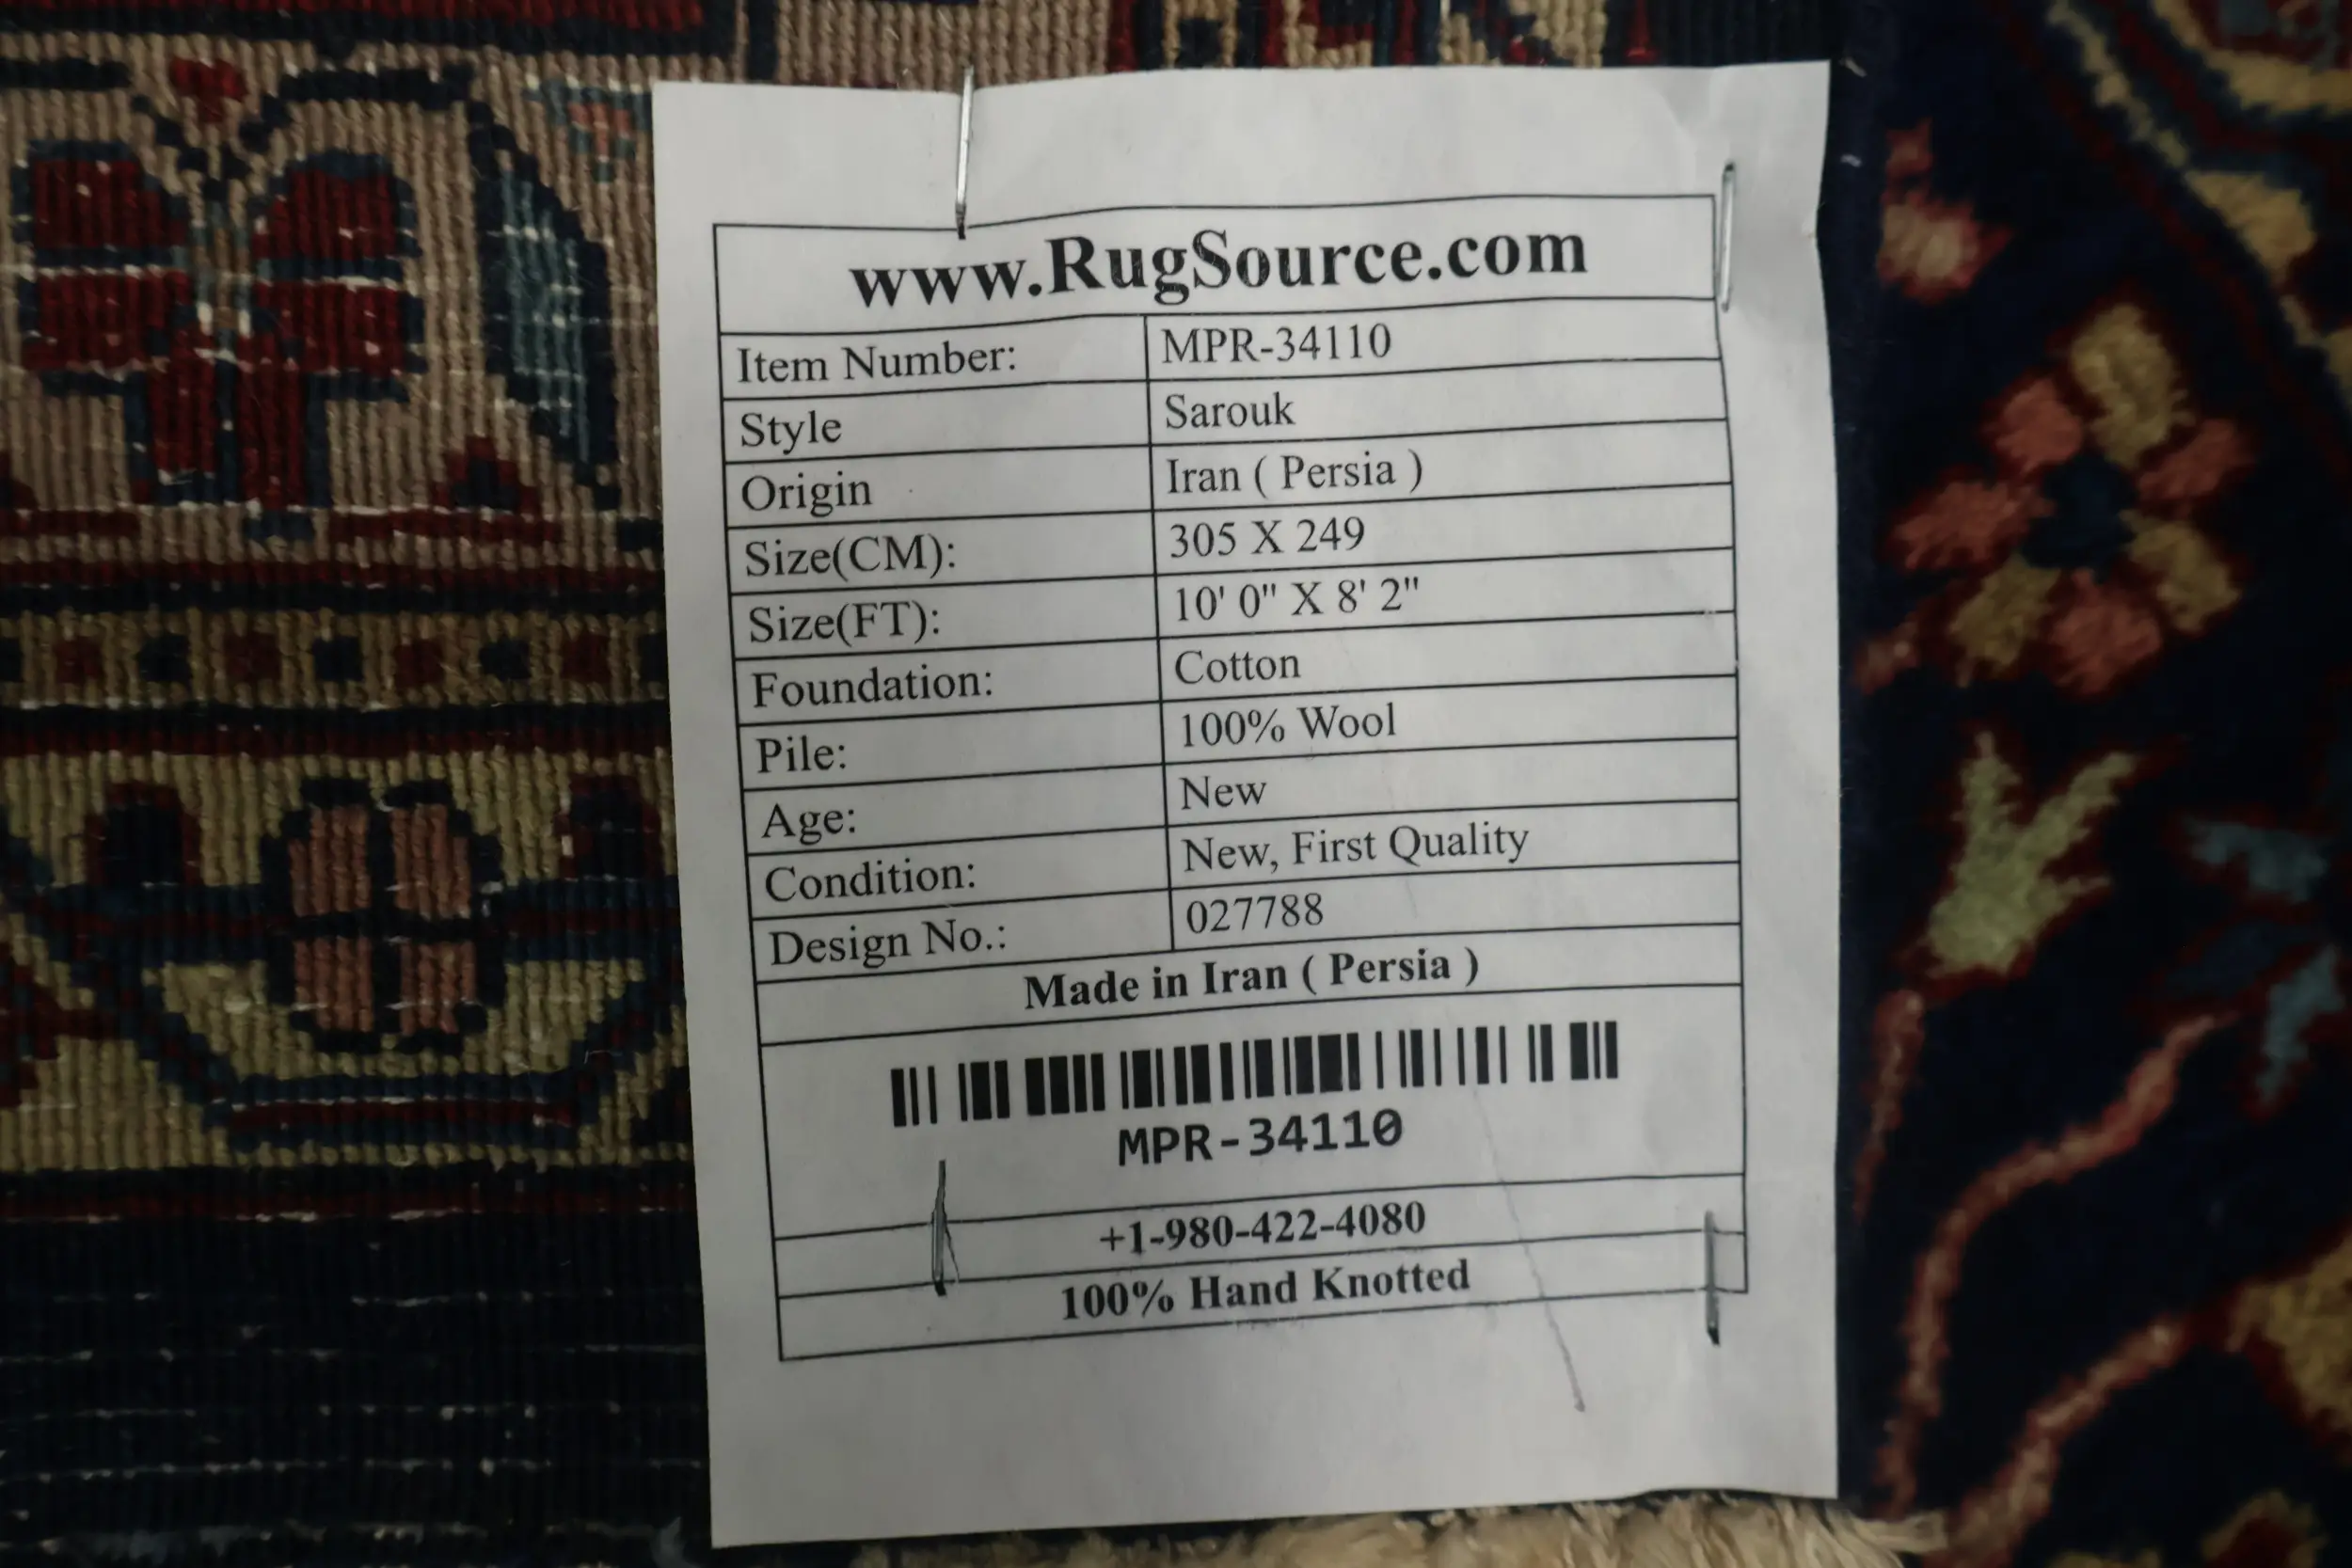 www.RugSource.com
Item Number: MPR-34110
Style Sarouk
Origin Iran ( Persia )
Size(CM): 305 X 249
Size(FT): 10' 0" X 8' 2"
Foundation: Cotton
Pile: 100% Wool
Age: New
Condition: New, First Quality
Design No.: 027788
Made in Iran ( Persia )
MPR-34110
+1-980-422-4080
100% Hand Knotted